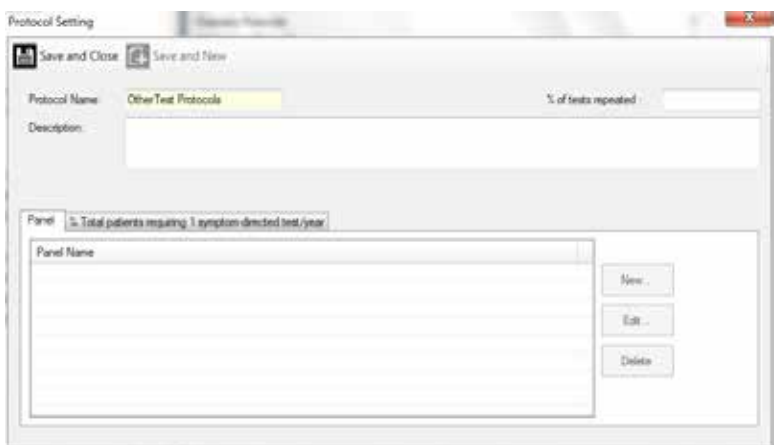 Protocol Setting
Save and Close Save and New
Protocol Name: OtherTest Protocols % of tests repeated
Description:
Panel % Total patients requiring 1 symptom-directed test/year
Panel Name
New...
Edit...
Delete